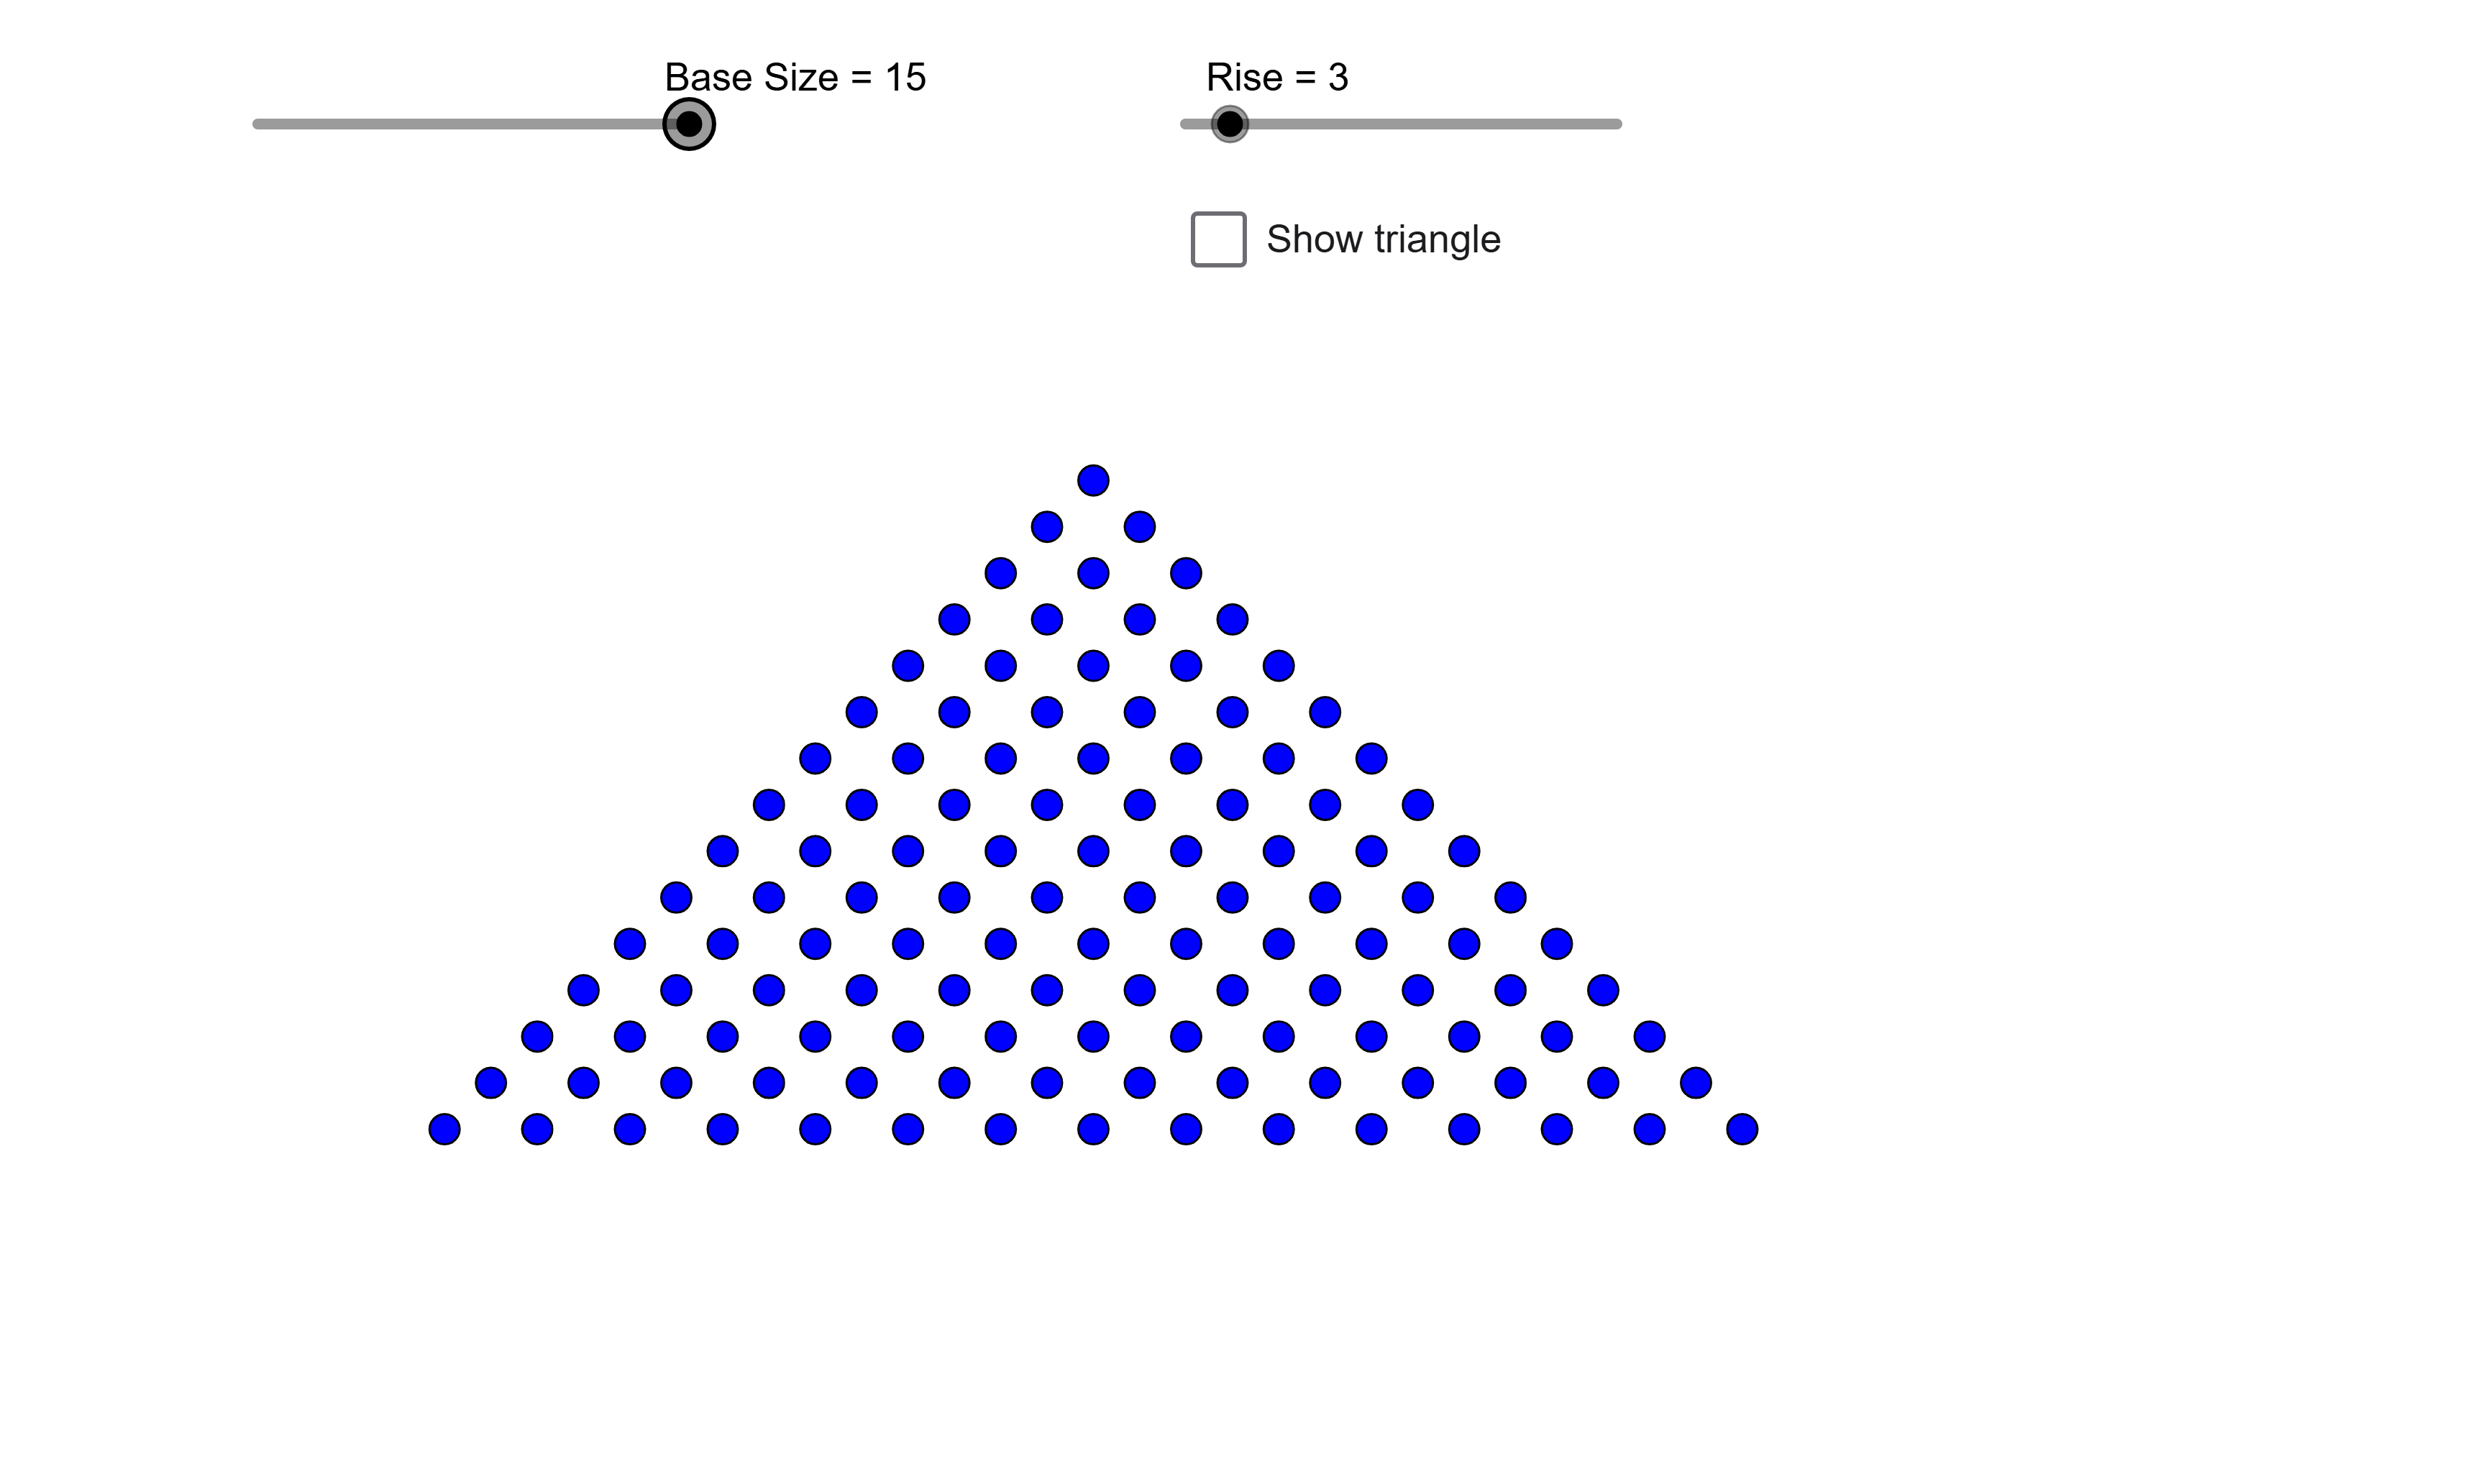 Base Size = 15
Rise = 3
Show triangle